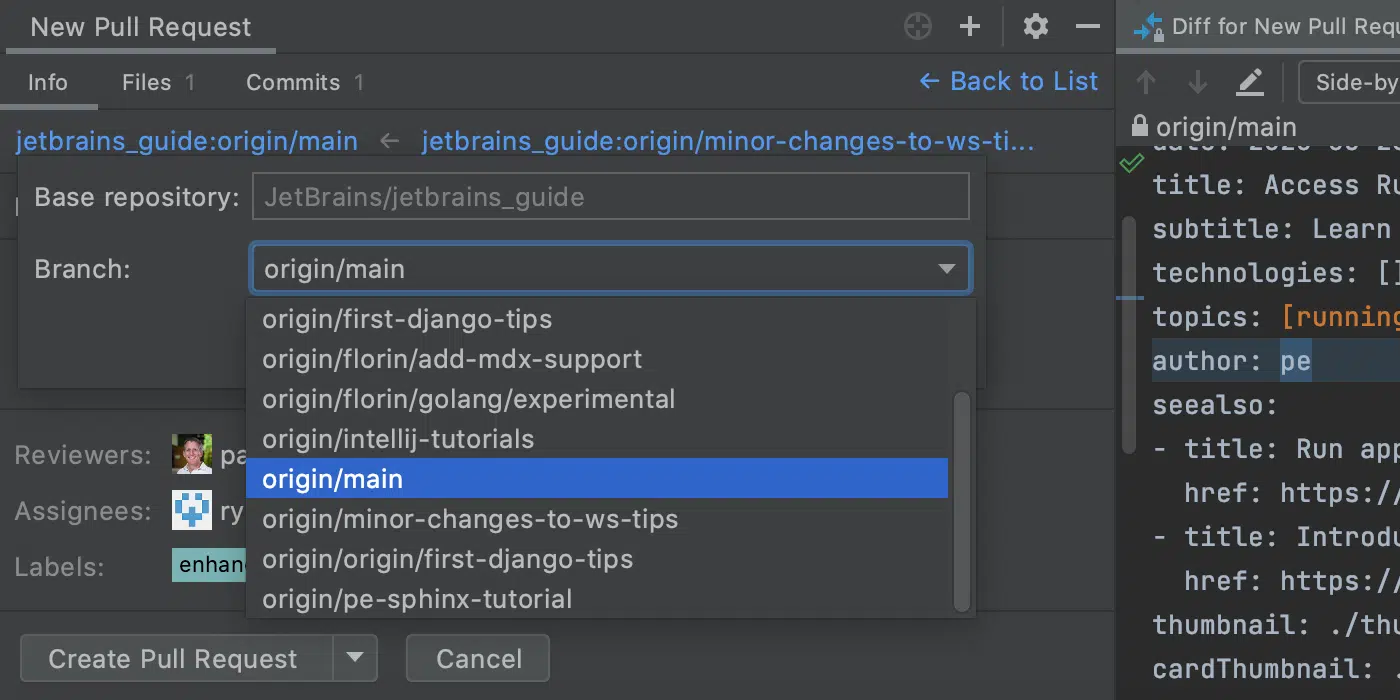 New Pull Request
Info Files 1 Commits 1 ← Back to List
jetbrains_guide:origin/main ← jetbrains_guide:origin/minor-changes-to-ws-ti...
Base repository: JetBrains/jetbrains_guide
Branch: origin/main
origin/first-django-tips
origin/florin/add-mdx-support
origin/florin/golang/experimental
origin/intellij-tutorials
origin/main
origin/minor-changes-to-ws-tips
origin/origin/first-django-tips
origin/pe-sphinx-tutorial
Reviewers: pa
Assignees: ry
Labels: enhan
Create Pull Request Cancel
Diff for New Pull Requ
Side-by
origin/main
title: Access Ru
subtitle: Learn
technologies: []
topics: [running
author: pe
seealso:
- title: Run app
href: https://
- title: Introdu
href: https://
thumbnail: ./thu
cardThumbnail: .